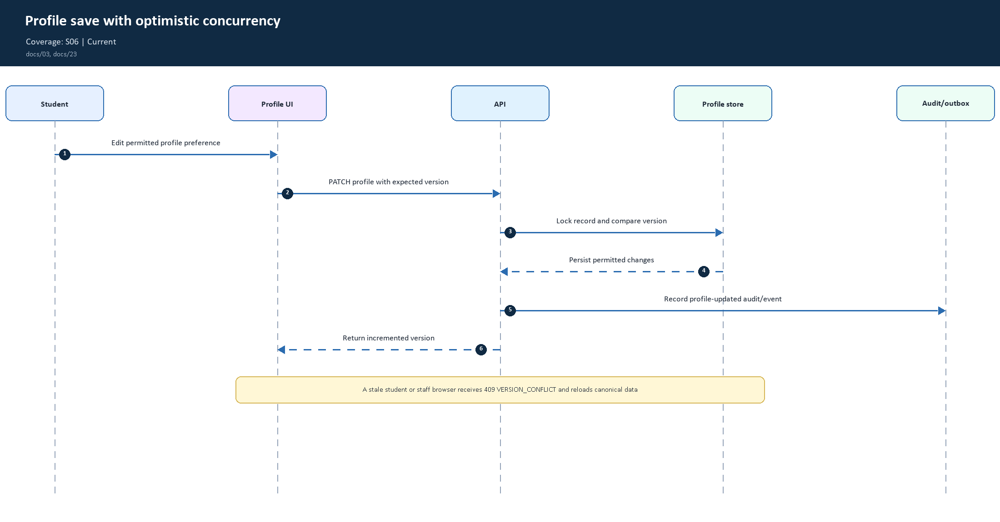 Profile save with optimistic concurrency
Coverage: S06 | Current
docs/03, docs/23
Student
Profile UI
API
Profile store
Audit/outbox
Edit permitted profile preference
1
PATCH profile with expected version
2
Lock record and compare version
3
Persist permitted changes
4
Record profile-updated audit/event
5
Return incremented version
6
A stale student or staff browser receives 409 VERSION_CONFLICT and reloads canonical data